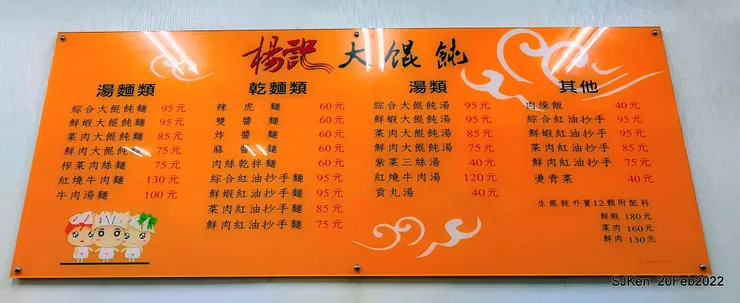 楊記大餛飩
湯麵類
綜合大餛飩麵 95元
鮮蝦大餛飩麵 95元
菜肉大餛飩麵 85元
鮮肉大餛飩麵 75元
榨菜肉絲麵 75元
紅燒牛肉麵 130元
牛肉湯麵 100元
乾麵類
辣虎麵 60元
雙醬麵 60元
炸醬麵 60元
麻醬麵 60元
肉絲乾拌麵 60元
綜合紅油抄手麵 95元
鮮蝦紅油抄手麵 95元
菜肉紅油抄手麵 85元
鮮肉紅油抄手麵 75元
湯類
綜合大餛飩湯 95元
鮮蝦大餛飩湯 95元
菜肉大餛飩湯 85元
鮮肉大餛飩湯 75元
紫菜三絲湯 40元
紅燒牛肉湯 120元
貢丸湯 40元
其他
肉燥飯 40元
綜合紅油抄手 95元
鮮蝦紅油抄手 95元
菜肉紅油抄手 85元
鮮肉紅油抄手 75元
燙青菜 40元
生餛飩外賣12顆附配料
鮮蝦 180元
菜肉 160元
鮮肉 130元
SJKen 20Feb2022